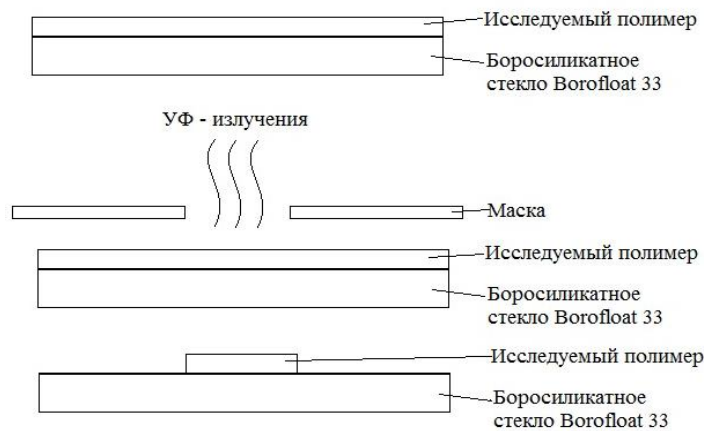 Исследуемый полимер
Боросиликатное
стекло Borofloat 33
УФ - излучения
Маска
Исследуемый полимер
Боросиликатное
стекло Borofloat 33
Исследуемый полимер
Боросиликатное
стекло Borofloat 33